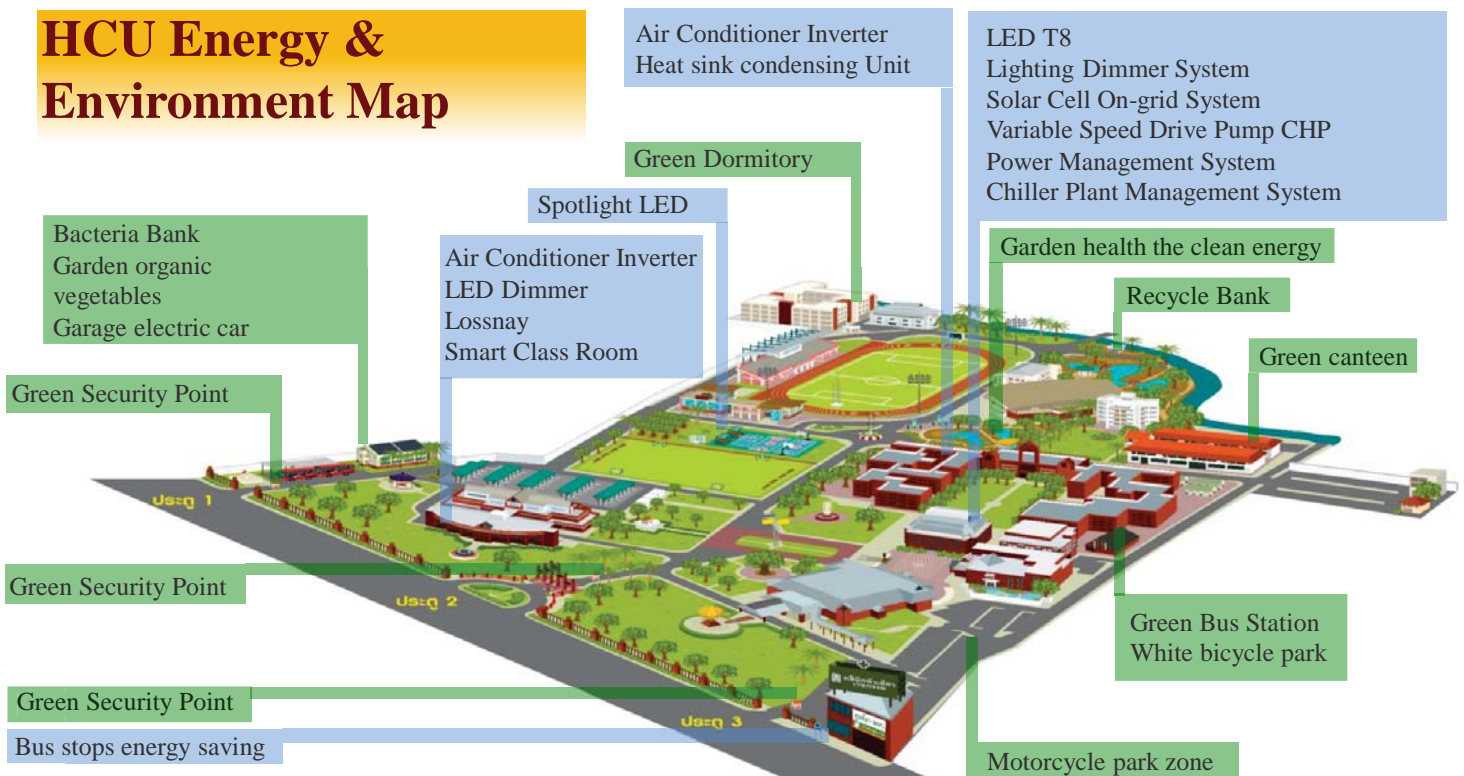 HCU Energy &
Environment Map
Air Conditioner Inverter
Heat sink condensing Unit
LED T8
Lighting Dimmer System
Solar Cell On-grid System
Variable Speed Drive Pump CHP
Power Management System
Chiller Plant Management System
Green Dormitory
Spotlight LED
Bacteria Bank
Garden organic
vegetables
Garage electric car
Air Conditioner Inverter
LED Dimmer
Lossnay
Smart Class Room
Garden health the clean energy
Recycle Bank
Green canteen
Green Security Point
ประตู 1
Green Security Point
ประตู 2
Green Bus Station
White bicycle park
Green Security Point
ประตู 3
Bus stops energy saving
Motorcycle park zone